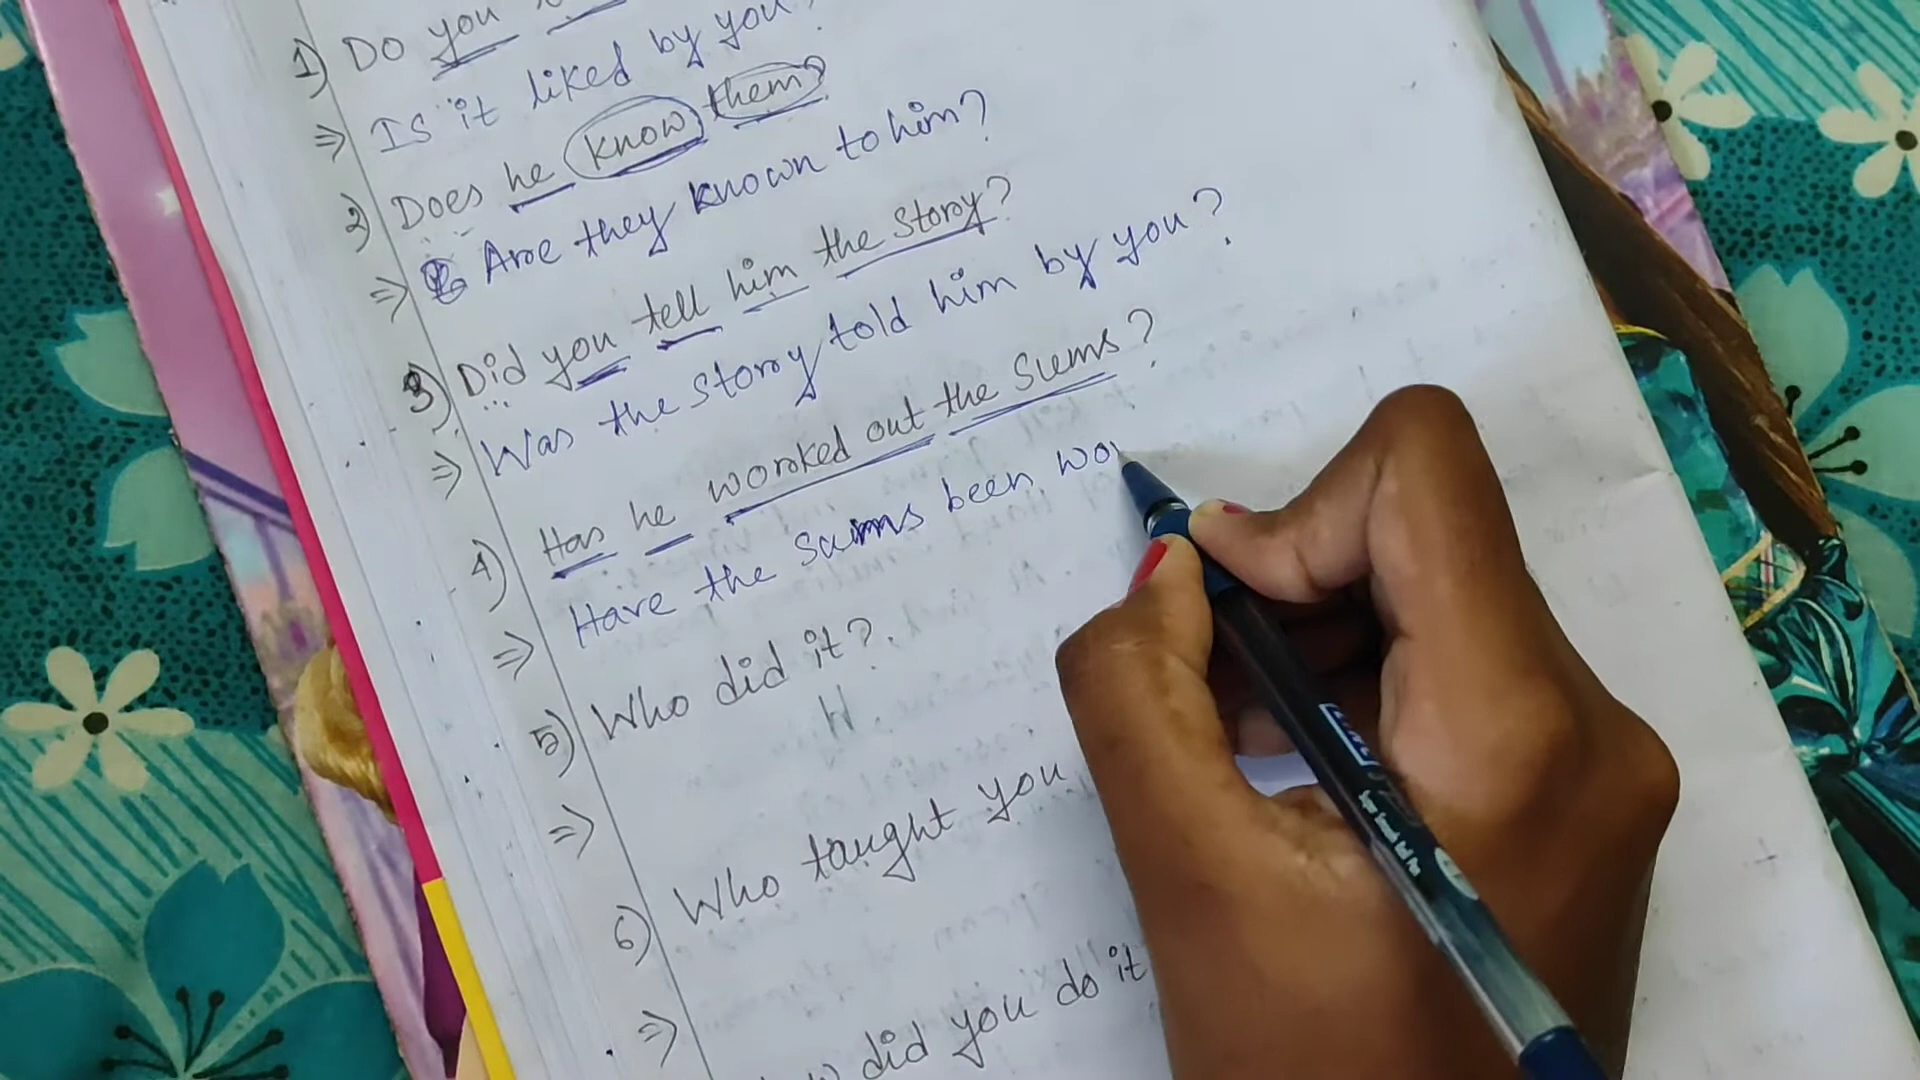 1) Do you
⇒ Is it liked by you?
2) Does he know them?
⇒ Are they known to him?
3) Did you tell him the story?
⇒ Was the story told him by you?
4) Has he worked out the sums?
⇒ Have the sums been wor
5) Who did it?
⇒
6) Who taught you
⇒
did you do it